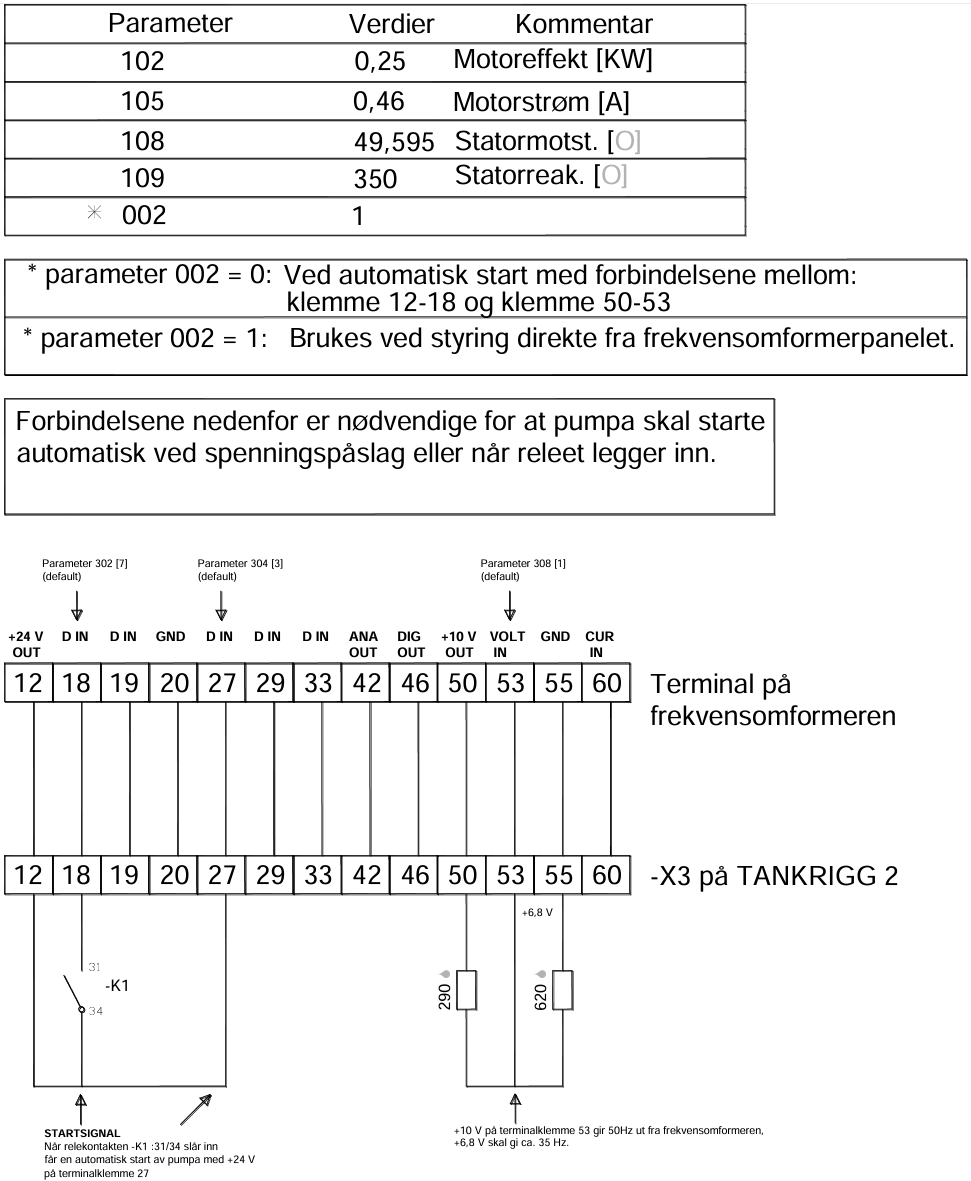 Parameter Verdier Kommentar
102 0,25 Motoreffekt [KW]
105 0,46 Motorstrøm [A]
108 49,595 Statormotst. [O]
109 350 Statorreak. [O]
* 002 1
* parameter 002 = 0: Ved automatisk start med forbindelsene mellom:
klemme 12-18 og klemme 50-53
* parameter 002 = 1: Brukes ved styring direkte fra frekvensomformerpanelet.
Forbindelsene nedenfor er nødvendige for at pumpa skal starte
automatisk ved spenningspåslag eller når releet legger inn.
Parameter 302 [7] Parameter 304 [3] Parameter 308 [1]
(default) (default) (default)
+24 V D IN D IN GND D IN D IN D IN ANA DIG +10 V VOLT GND CUR
OUT OUT OUT OUT IN IN
12 18 19 20 27 29 33 42 46 50 53 55 60
Terminal på
frekvensomformeren
12 18 19 20 27 29 33 42 46 50 53 55 60
-X3 på TANKRIGG 2
+6,8 V
31
-K1
34
290
620
STARTSIGNAL
Når relekontakten -K1 :31/34 slår inn
får en automatisk start av pumpa med +24 V
på terminalklemme 27
+10 V på terminalklemme 53 gir 50Hz ut fra frekvensomformeren,
+6,8 V skal gi ca. 35 Hz.